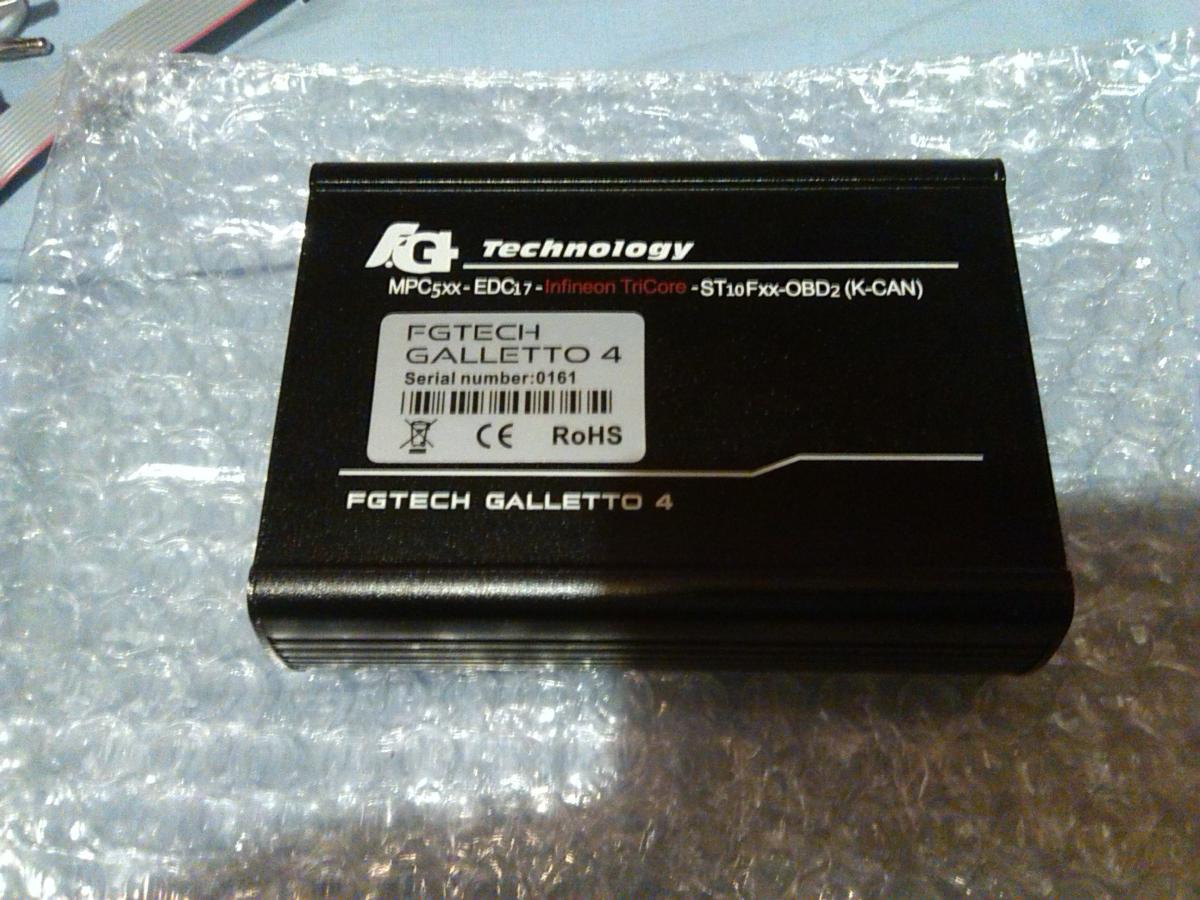 FG Technology
MPC5xx - EDC17 - Infineon TriCore - ST10Fxx-OBD2 (K-CAN)
FGTECH
GALLETTO 4
Serial number:0161
CE RoHS
FGTECH GALLETTO 4